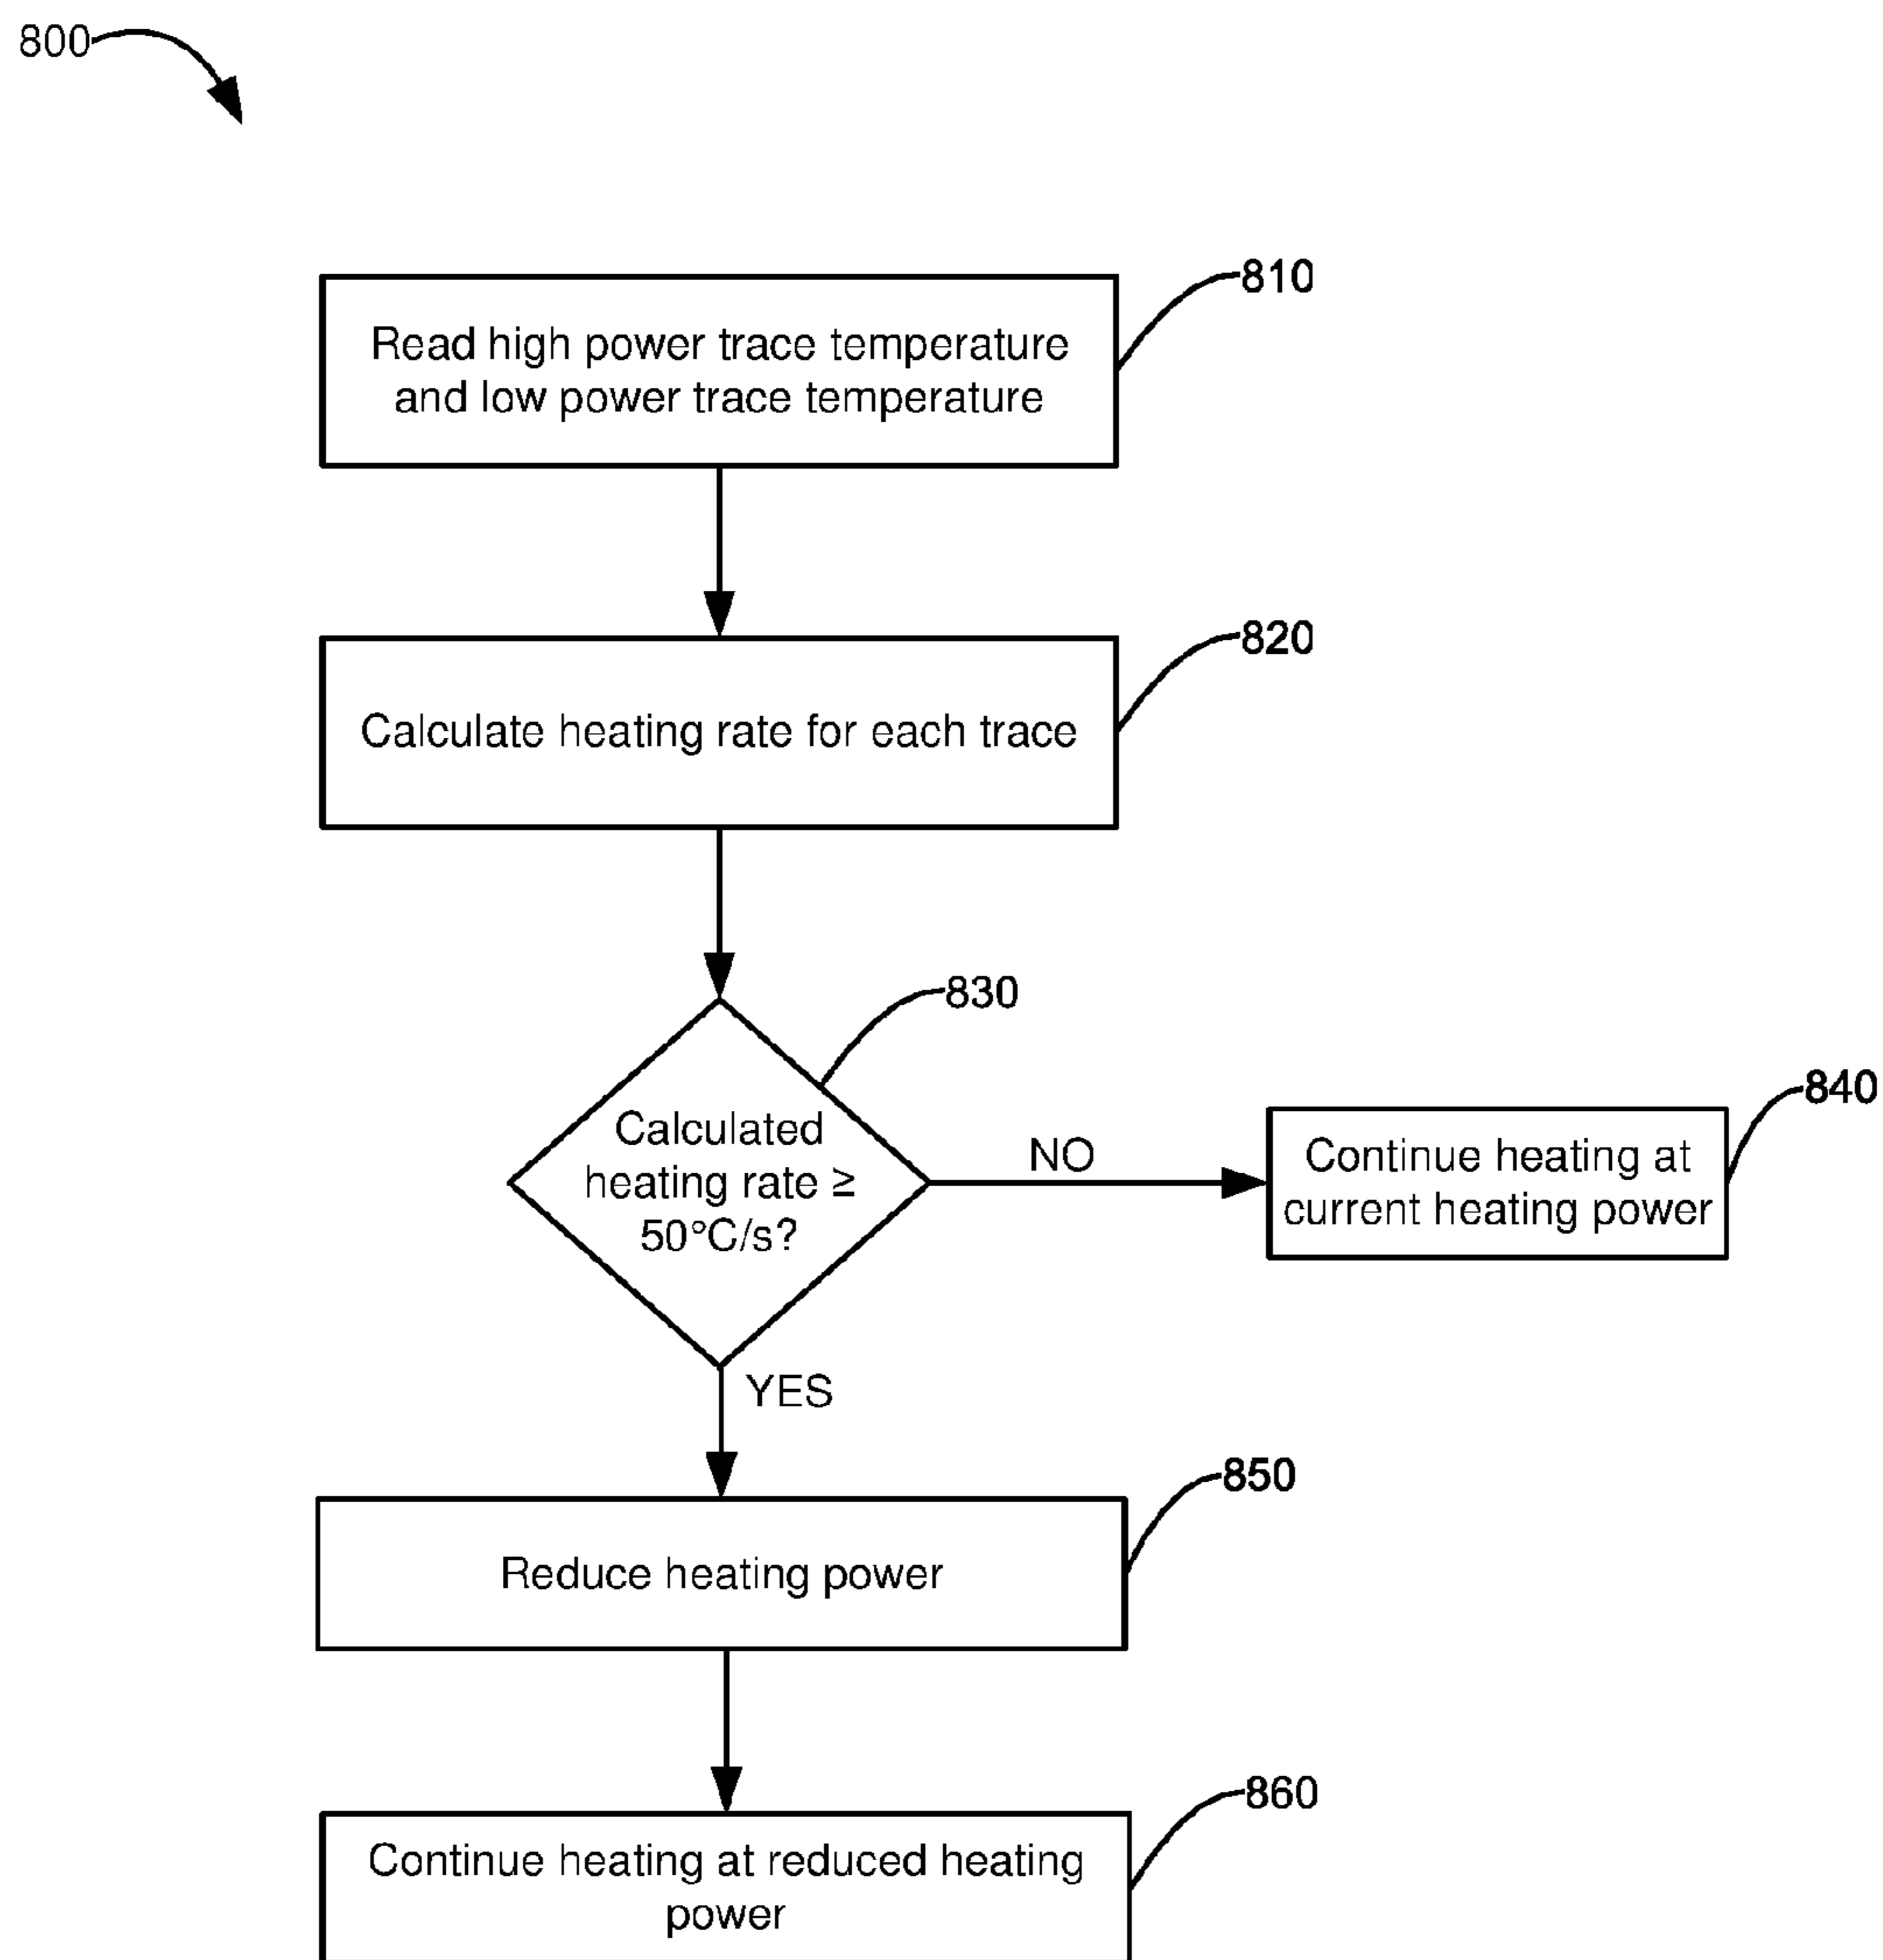 800
810
Read high power trace temperature
and low power trace temperature
820
Calculate heating rate for each trace
830
Calculated
heating rate ≥
50°C/s?
NO
840
Continue heating at
current heating power
YES
850
Reduce heating power
860
Continue heating at reduced heating
power